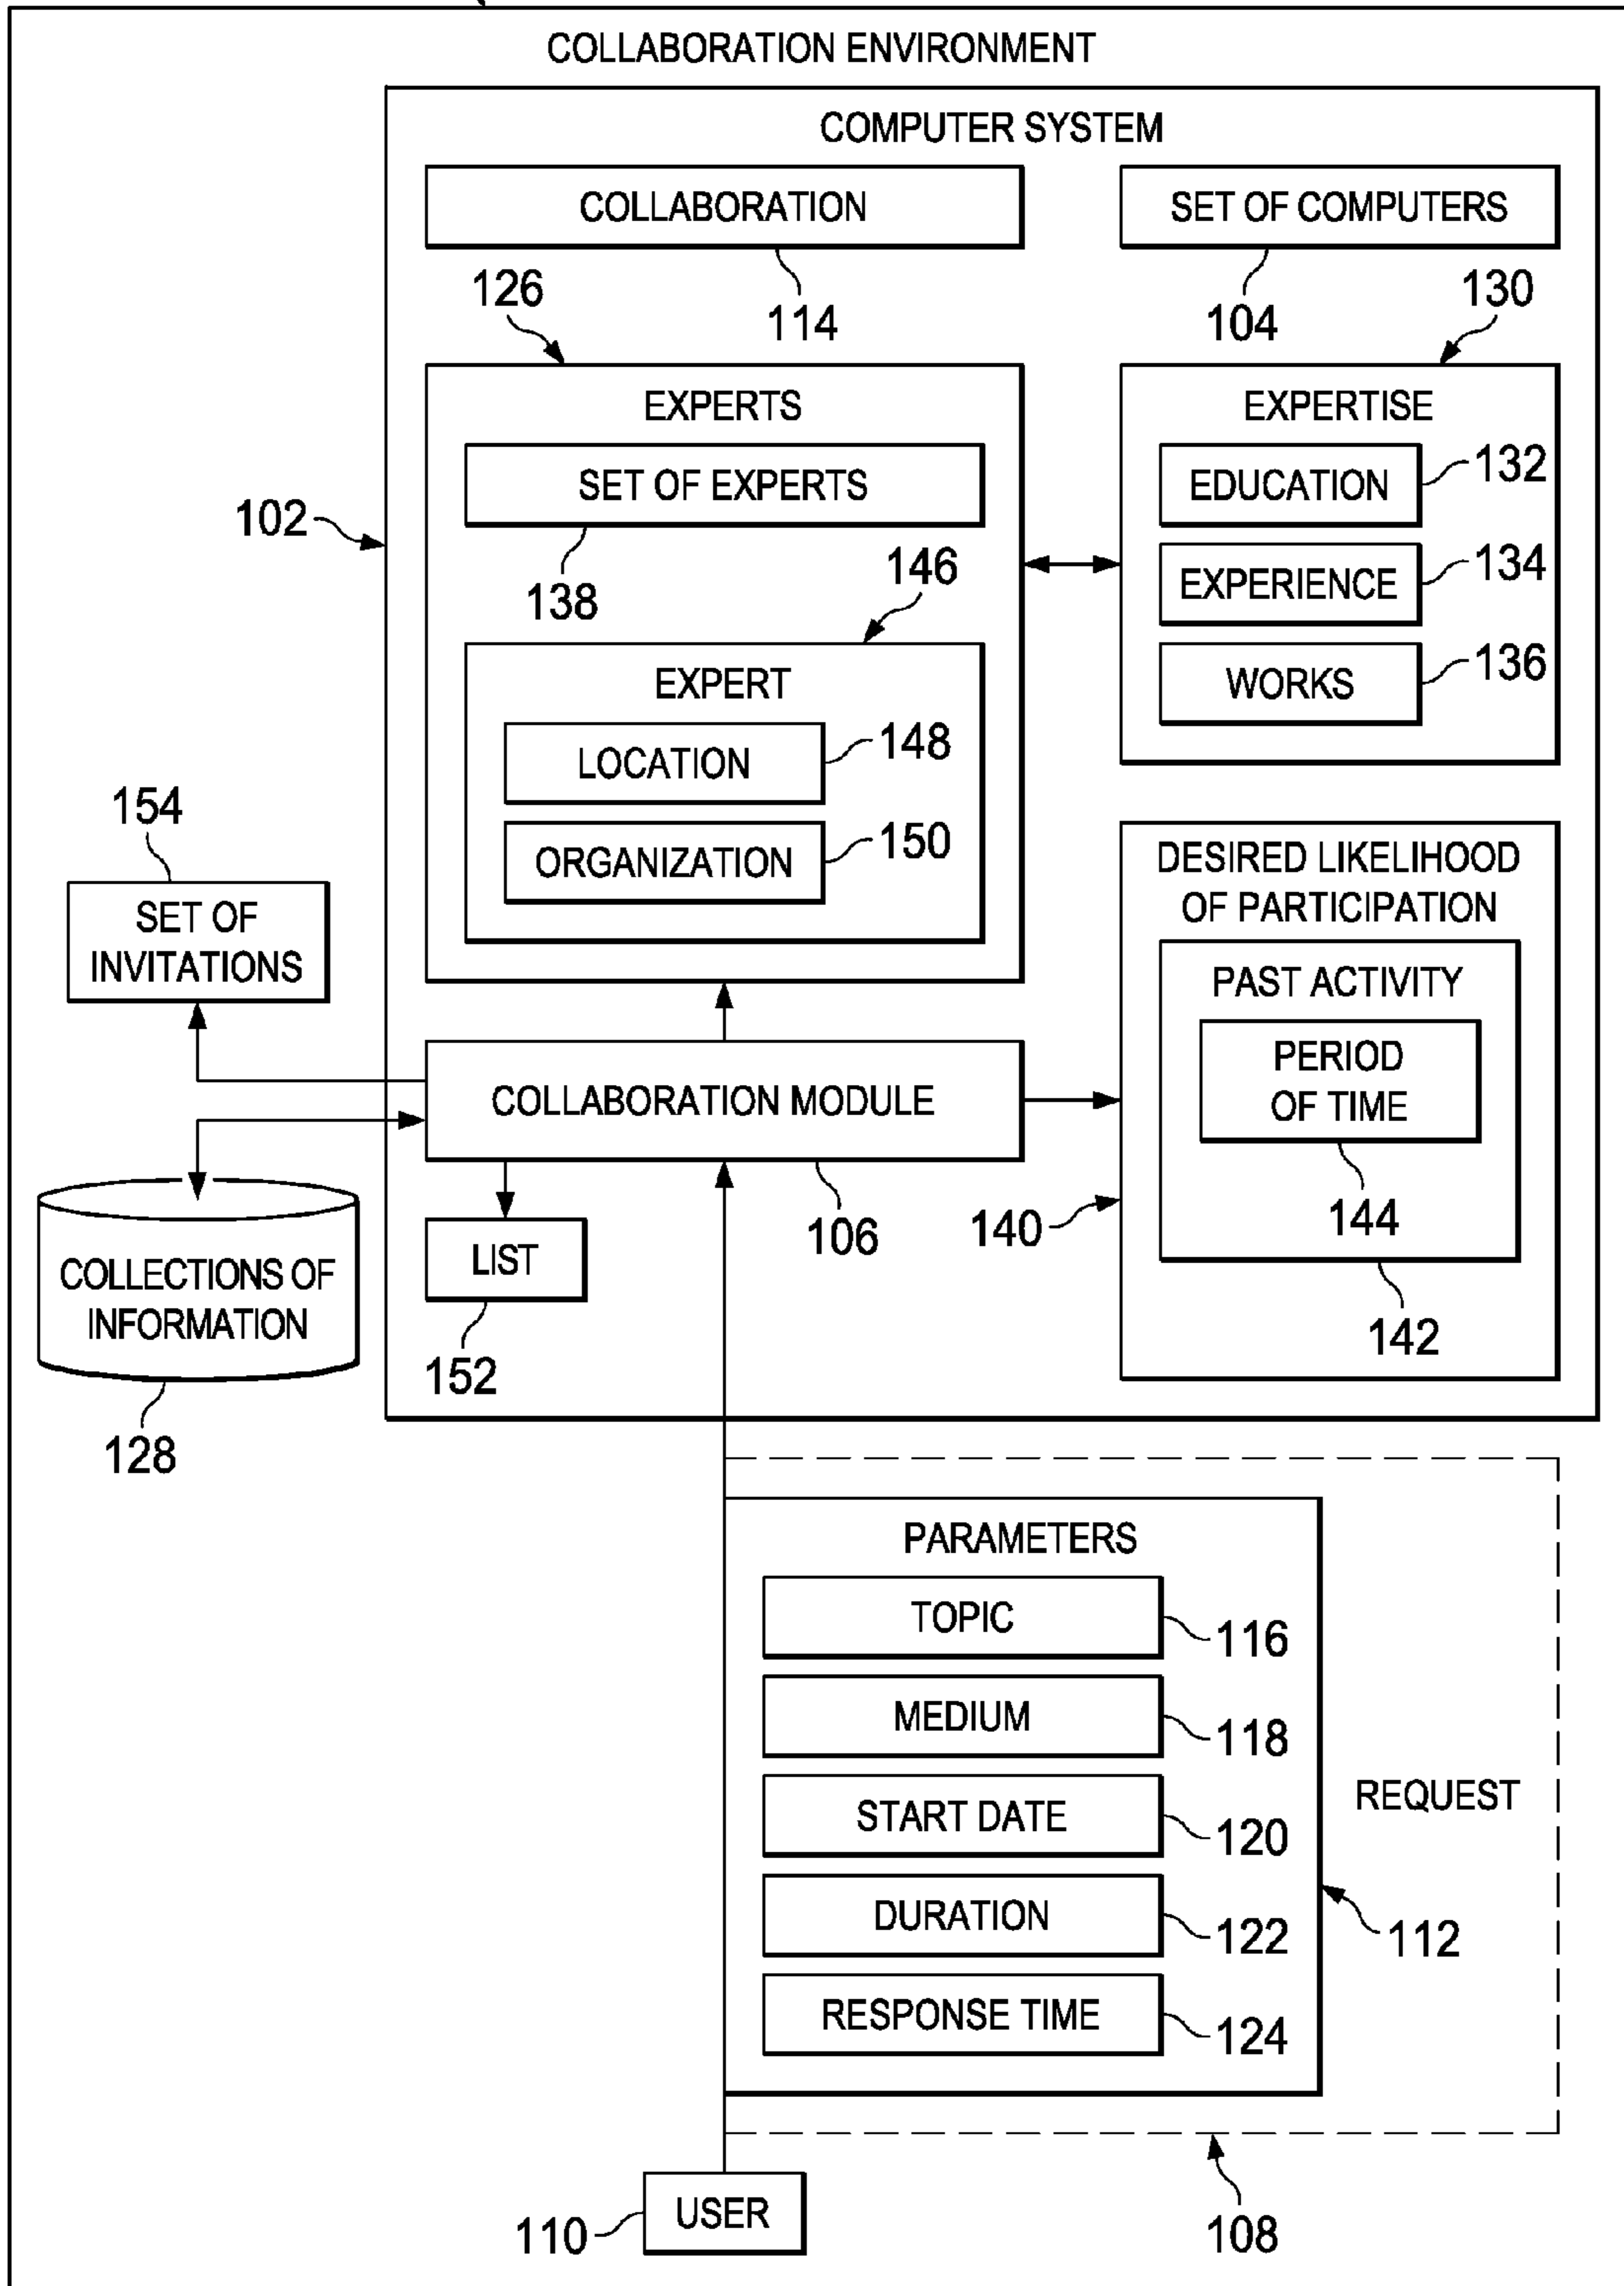 COLLABORATION ENVIRONMENT
COMPUTER SYSTEM
COLLABORATION
SET OF COMPUTERS
114
104
126
130
EXPERTS
SET OF EXPERTS
138
146
EXPERT
LOCATION
148
ORGANIZATION
150
EXPERTISE
EDUCATION
132
EXPERIENCE
134
WORKS
136
102
154
SET OF
INVITATIONS
DESIRED LIKELIHOOD
OF PARTICIPATION
PAST ACTIVITY
PERIOD
OF TIME
144
142
140
COLLABORATION MODULE
106
LIST
152
COLLECTIONS OF
INFORMATION
128
PARAMETERS
TOPIC
116
MEDIUM
118
START DATE
120
DURATION
122
RESPONSE TIME
124
REQUEST
112
USER
110
108